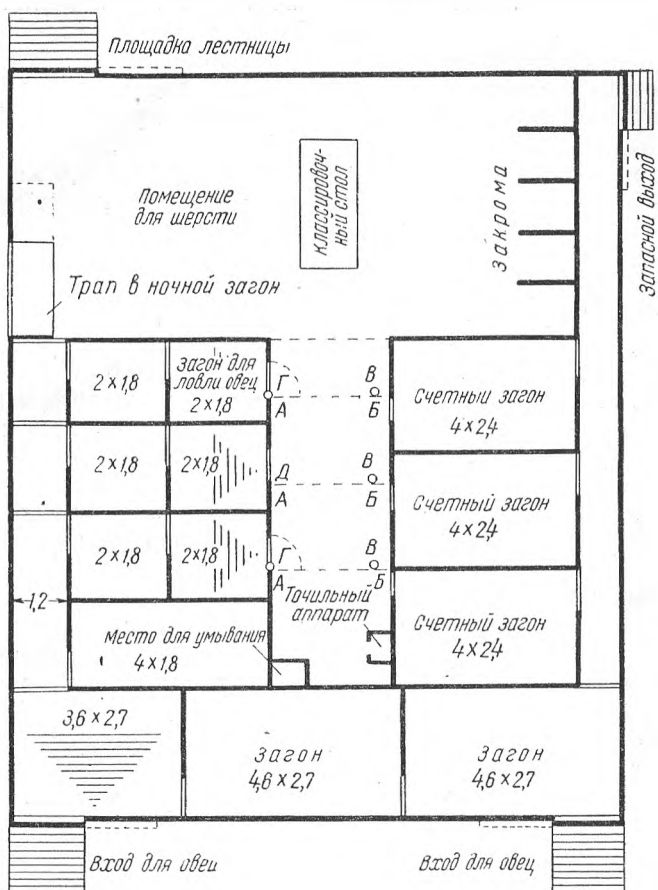 Площадка лестницы
Запасной выход
Помещение
для шерсти
классировоч-
ный стол
Закрома
Трап в ночной загон
2×1,8
Загон для
ловли овец
2×1,8
Г
А
В
Б
Счетный загон
4×2,4
2×1,8
2×1,8
Д
А
В
Б
Счетный загон
4×2,4
2×1,8
2×1,8
Г
А
В
Б
1,2
Точильный
аппарат
Место для умывания
4×1,8
Счетный загон
4×2,4
3,6×2,7
Загон
4,6×2,7
Загон
4,6×2,7
Вход для овец
Вход для овец